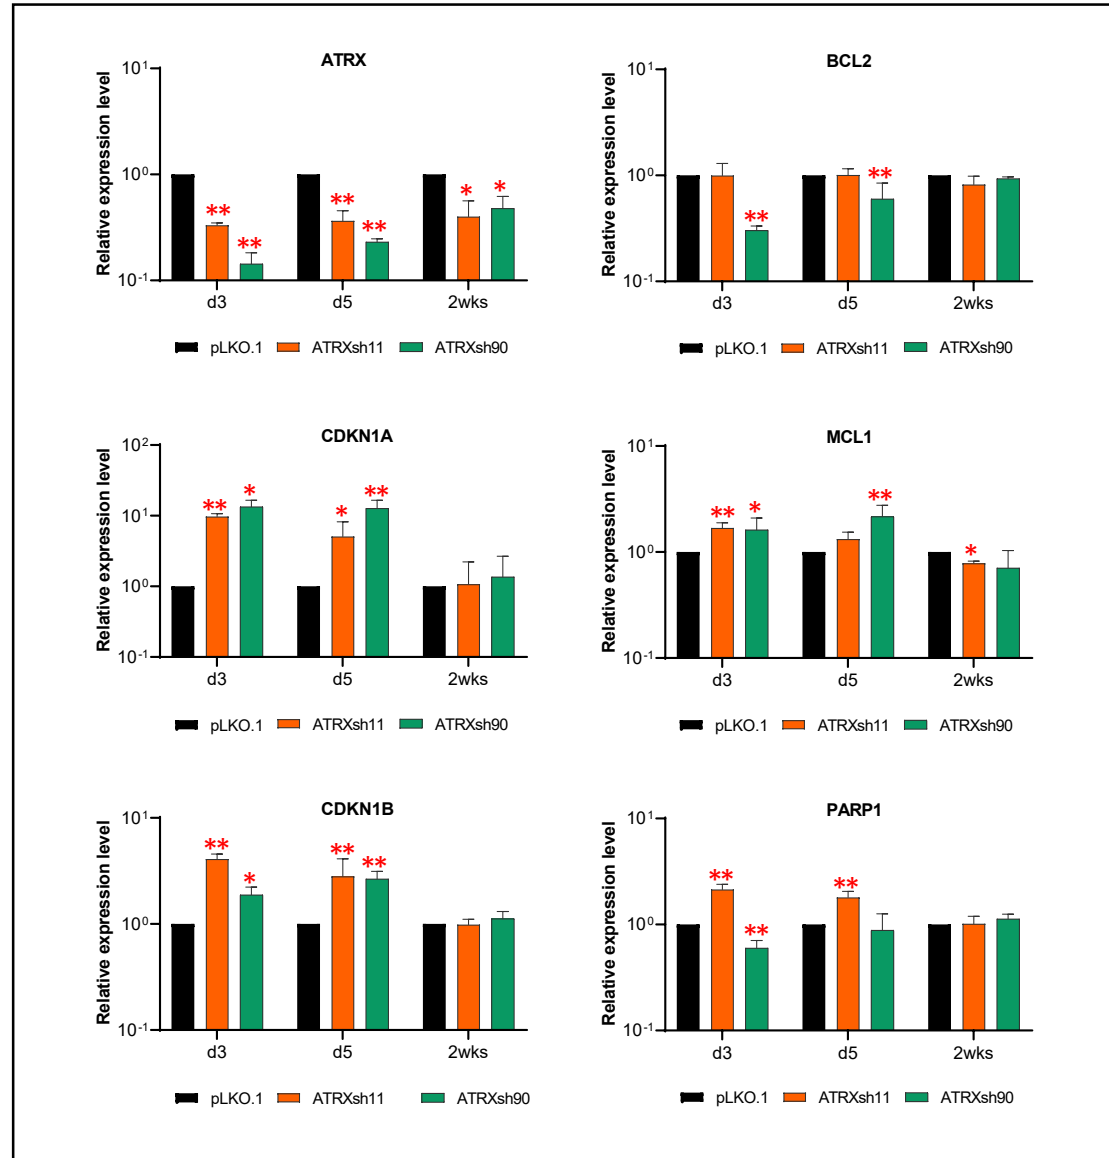 ATRX
Relative expression level
10¹
10⁰
10⁻¹
** ** ** ** * *
d3 d5 2wks
pLKO.1 ATRXsh11 ATRXsh90
BCL2
Relative expression level
10¹
10⁰
10⁻¹
** **
d3 d5 2wks
pLKO.1 ATRXsh11 ATRXsh90
CDKN1A
Relative expression level
10²
10¹
10⁰
10⁻¹
** * * **
d3 d5 2wks
pLKO.1 ATRXsh11 ATRXsh90
MCL1
Relative expression level
10¹
10⁰
10⁻¹
** * ** *
d3 d5 2wks
pLKO.1 ATRXsh11 ATRXsh90
CDKN1B
Relative expression level
10¹
10⁰
10⁻¹
** * ** **
d3 d5 2wks
pLKO.1 ATRXsh11 ATRXsh90
PARP1
Relative expression level
10¹
10⁰
10⁻¹
** ** **
d3 d5 2wks
pLKO.1 ATRXsh11 ATRXsh90